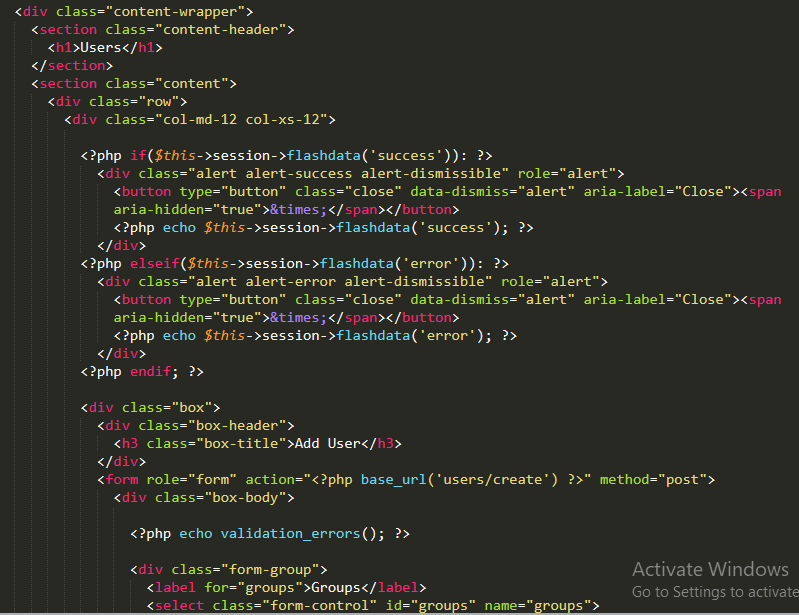 <div class="content-wrapper">
<section class="content-header">
<h1>Users</h1>
</section>
<section class="content">
<div class="row">
<div class="col-md-12 col-xs-12">
<?php if($this->session->flashdata('success')): ?>
<div class="alert alert-success alert-dismissible" role="alert">
<button type="button" class="close" data-dismiss="alert" aria-label="Close"><span
aria-hidden="true">&times;</span></button>
<?php echo $this->session->flashdata('success'); ?>
</div>
<?php elseif($this->session->flashdata('error')): ?>
<div class="alert alert-error alert-dismissible" role="alert">
<button type="button" class="close" data-dismiss="alert" aria-label="Close"><span
aria-hidden="true">&times;</span></button>
<?php echo $this->session->flashdata('error'); ?>
</div>
<?php endif; ?>
<div class="box">
<div class="box-header">
<h3 class="box-title">Add User</h3>
</div>
<form role="form" action="<?php base_url('users/create') ?>" method="post">
<div class="box-body">
<?php echo validation_errors(); ?>
<div class="form-group">
<label for="groups">Groups</label>
<select class="form-control" id="groups" name="groups">
Activate Windows
Go to Settings to activate